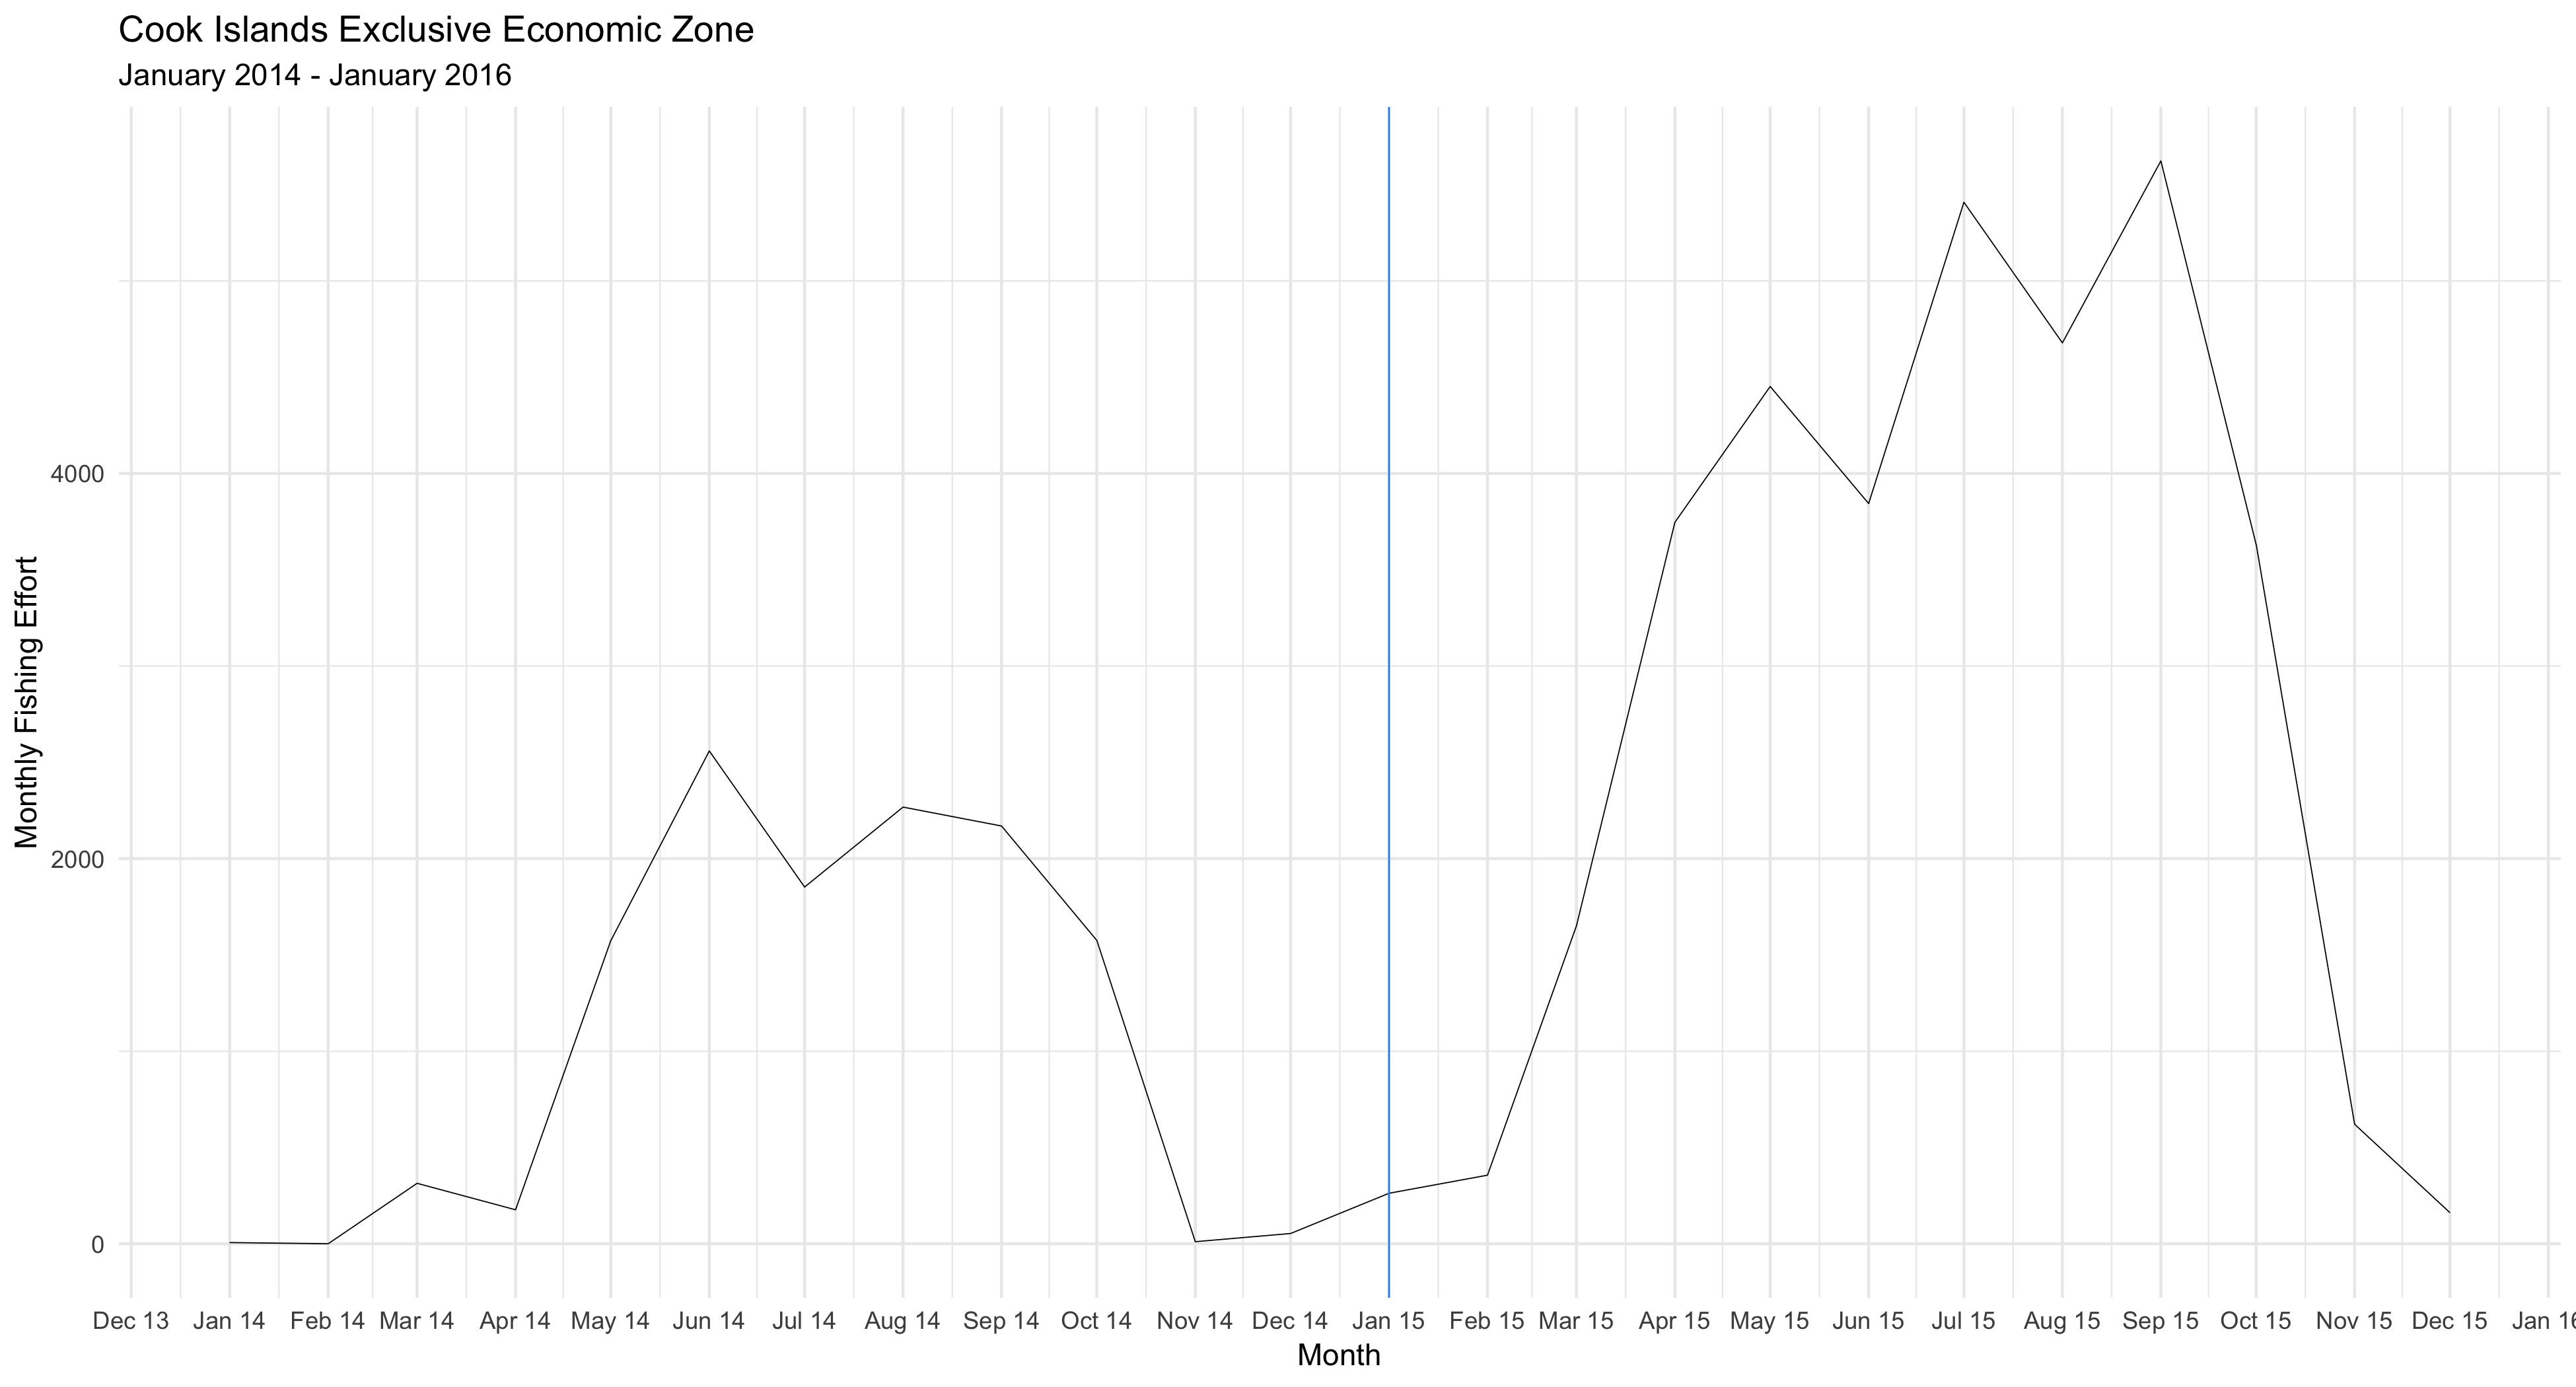 Cook Islands Exclusive Economic Zone
January 2014 - January 2016
Monthly Fishing Effort
4000
2000
0
Dec 13 Jan 14 Feb 14 Mar 14 Apr 14 May 14 Jun 14 Jul 14 Aug 14 Sep 14 Oct 14 Nov 14 Dec 14 Jan 15 Feb 15 Mar 15 Apr 15 May 15 Jun 15 Jul 15 Aug 15 Sep 15 Oct 15 Nov 15 Dec 15 Jan 16
Month